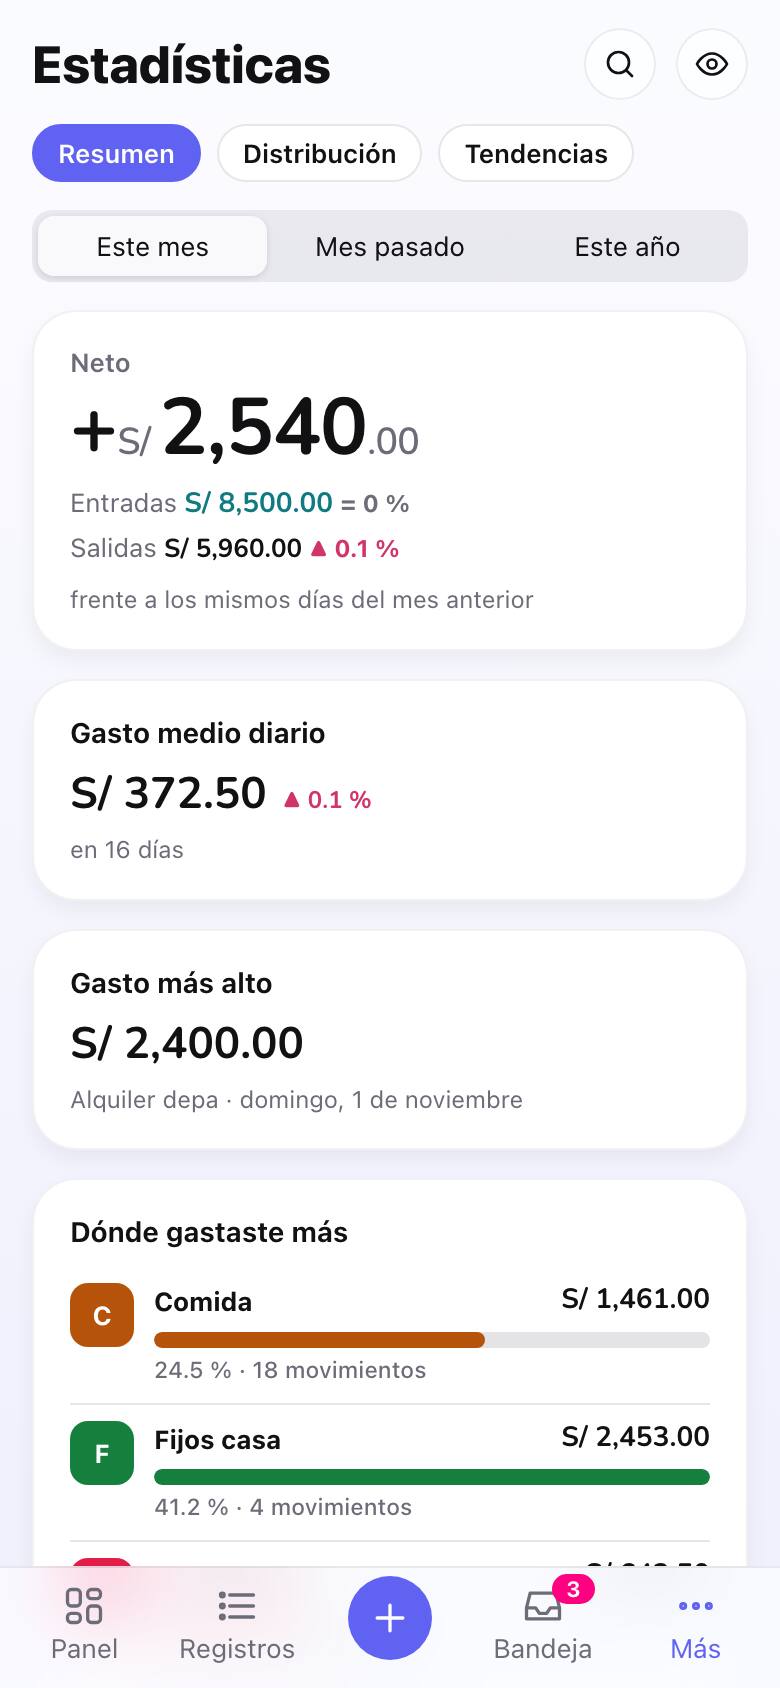 Estadísticas
Resumen
Distribución
Tendencias
Este mes
Mes pasado
Este año
Neto
+S/ 2,540.00
Entradas S/ 8,500.00 = 0 %
Salidas S/ 5,960.00 ▲ 0.1 %
frente a los mismos días del mes anterior
Gasto medio diario
S/ 372.50 ▲ 0.1 %
en 16 días
Gasto más alto
S/ 2,400.00
Alquiler depa · domingo, 1 de noviembre
Dónde gastaste más
C
Comida
S/ 1,461.00
24.5 % · 18 movimientos
F
Fijos casa
S/ 2,453.00
41.2 % · 4 movimientos
3
Panel
Registros
Bandeja
Más